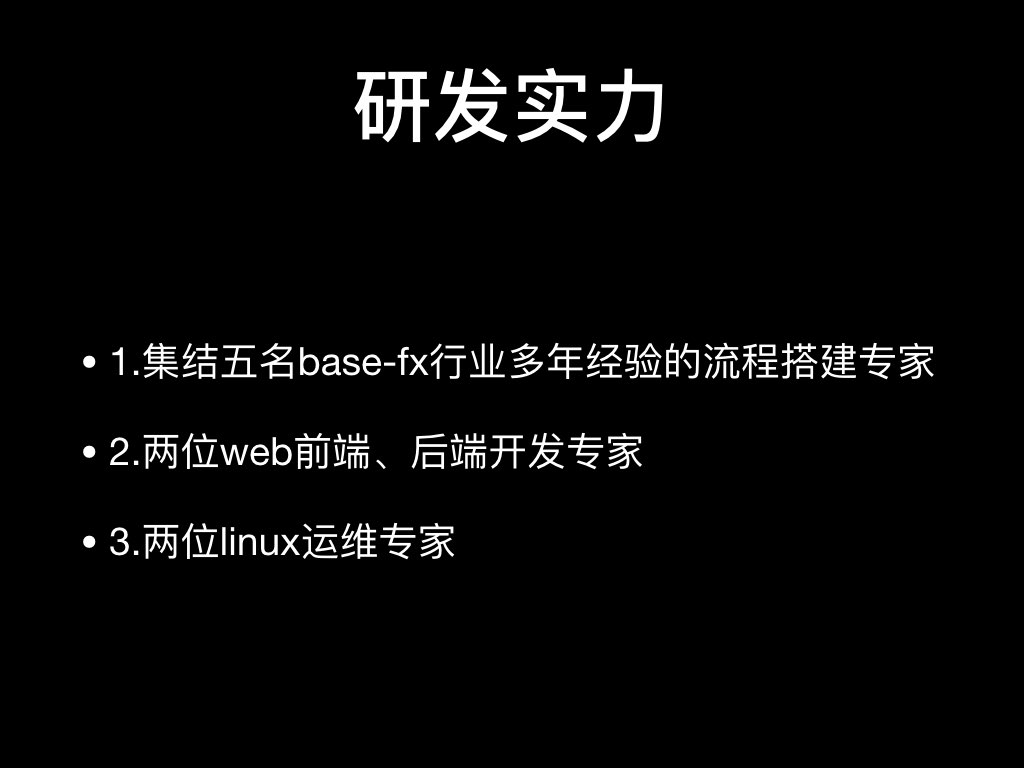 研发实力
• 1.集结五名base-fx行业多年经验的流程搭建专家
• 2.两位web前端、后端开发专家
• 3.两位linux运维专家